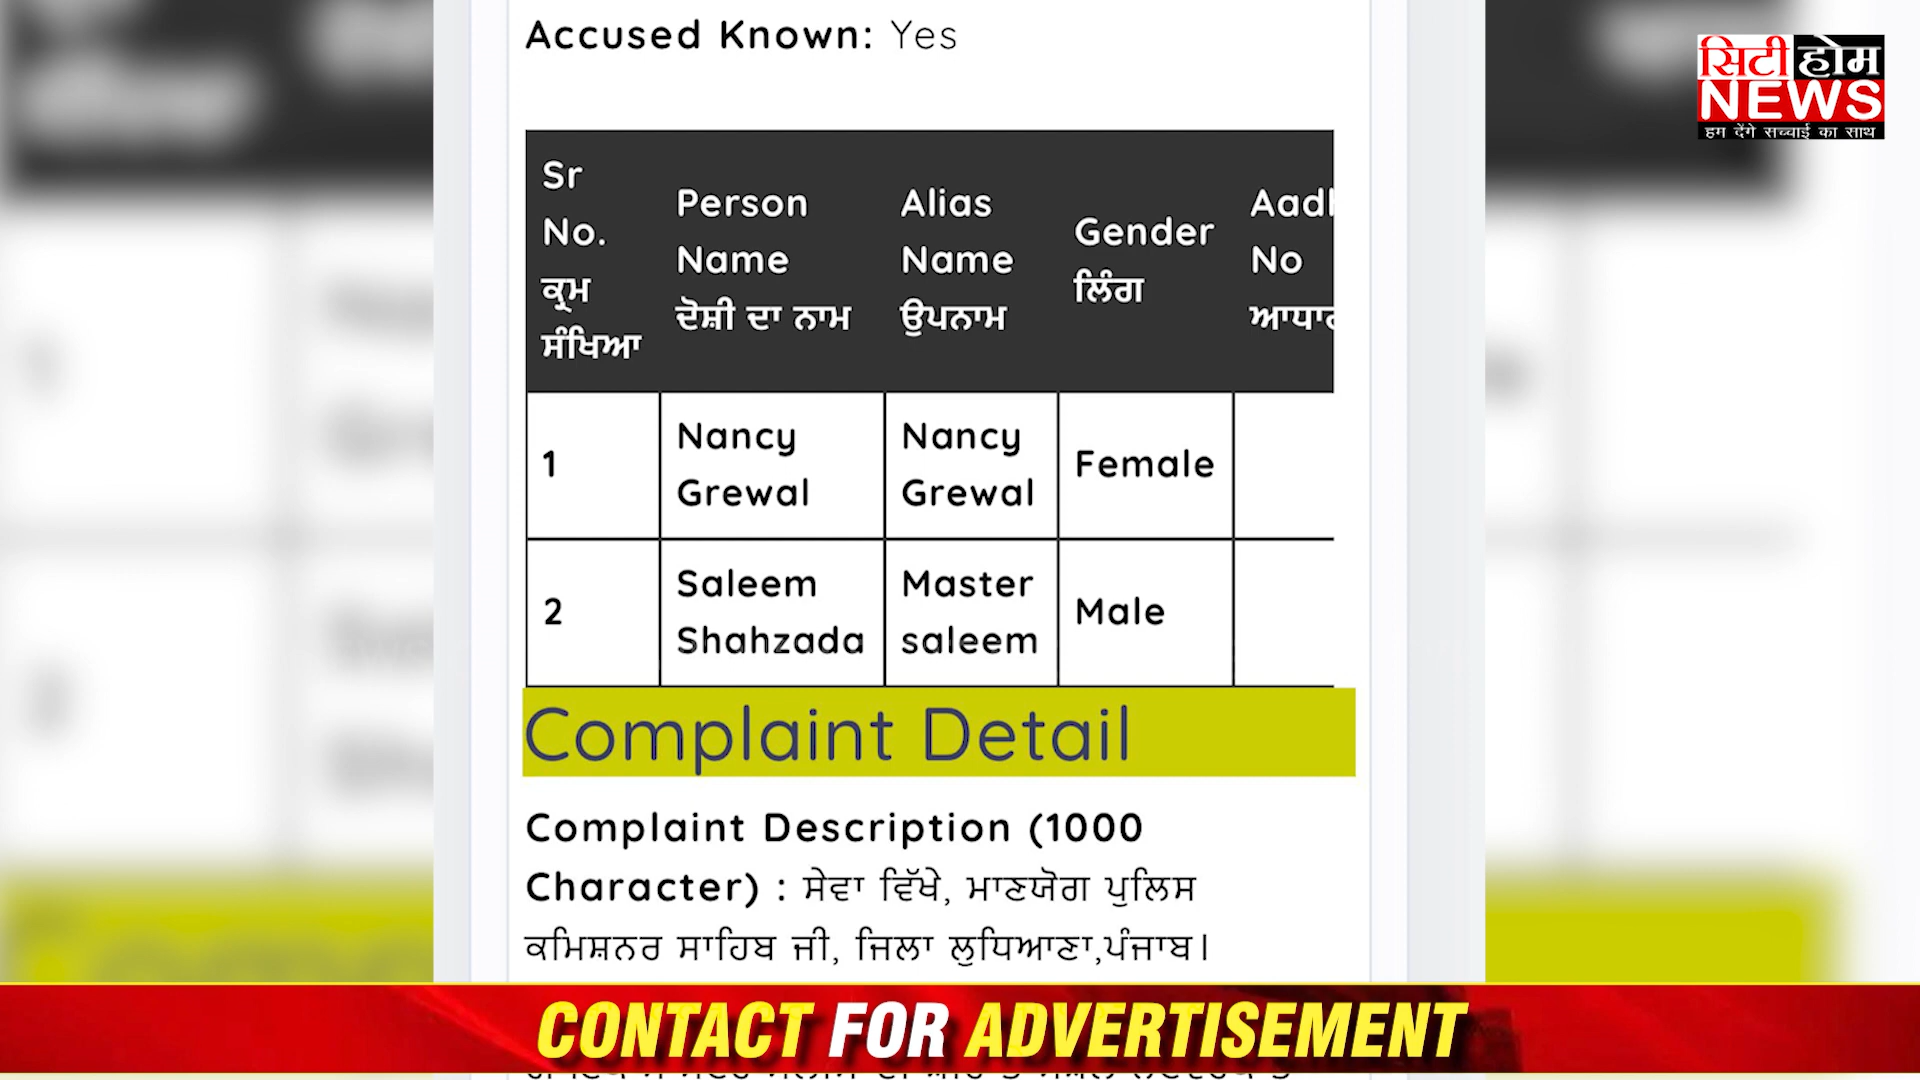 Accused Known: Yes
सिटी होम
NEWS
हम देंगे सच्चाई का साथ
Sr No. ਕ੍ਰਮ ਸੰਖਿਆ
Person Name ਦੋਸ਼ੀ ਦਾ ਨਾਮ
Alias Name ਉਪਨਾਮ
Gender ਲਿੰਗ
No
1
Nancy Grewal
Nancy Grewal
Female
2
Saleem Shahzada
Master saleem
Male
Complaint Detail
Complaint Description (1000
Character) : ਸੇਵਾ ਵਿੱਖੇ, ਮਾਣਯੋਗ ਪੁਲਿਸ
ਕਮਿਸ਼ਨਰ ਸਾਹਿਬ ਜੀ, ਜਿਲਾ ਲੁਧਿਆਣਾ,ਪੰਜਾਬ।
CONTACT FOR ADVERTISEMENT